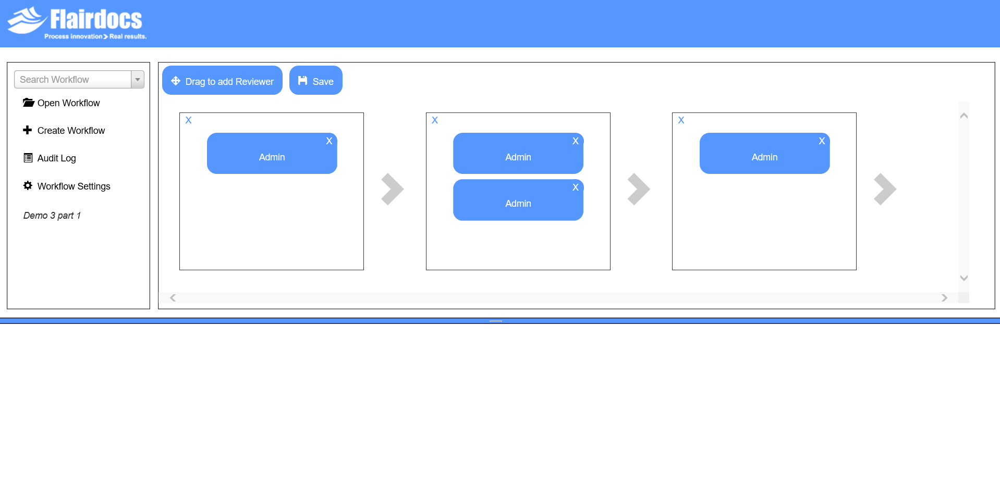 Flairdocs
Process innovation > Real results.
Search Workflow
Open Workflow
Create Workflow
Audit Log
Workflow Settings
Demo 3 part 1
Drag to add Reviewer
Save
X
X
Admin
X
X
Admin
X
Admin
X
X
Admin